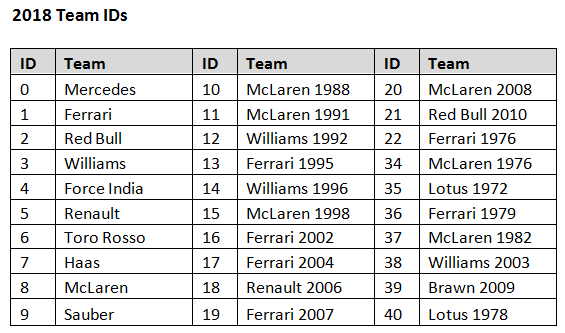 2018 Team IDs
ID Team ID Team ID Team
0 Mercedes 10 McLaren 1988 20 McLaren 2008
1 Ferrari 11 McLaren 1991 21 Red Bull 2010
2 Red Bull 12 Williams 1992 22 Ferrari 1976
3 Williams 13 Ferrari 1995 34 McLaren 1976
4 Force India 14 Williams 1996 35 Lotus 1972
5 Renault 15 McLaren 1998 36 Ferrari 1979
6 Toro Rosso 16 Ferrari 2002 37 McLaren 1982
7 Haas 17 Ferrari 2004 38 Williams 2003
8 McLaren 18 Renault 2006 39 Brawn 2009
9 Sauber 19 Ferrari 2007 40 Lotus 1978